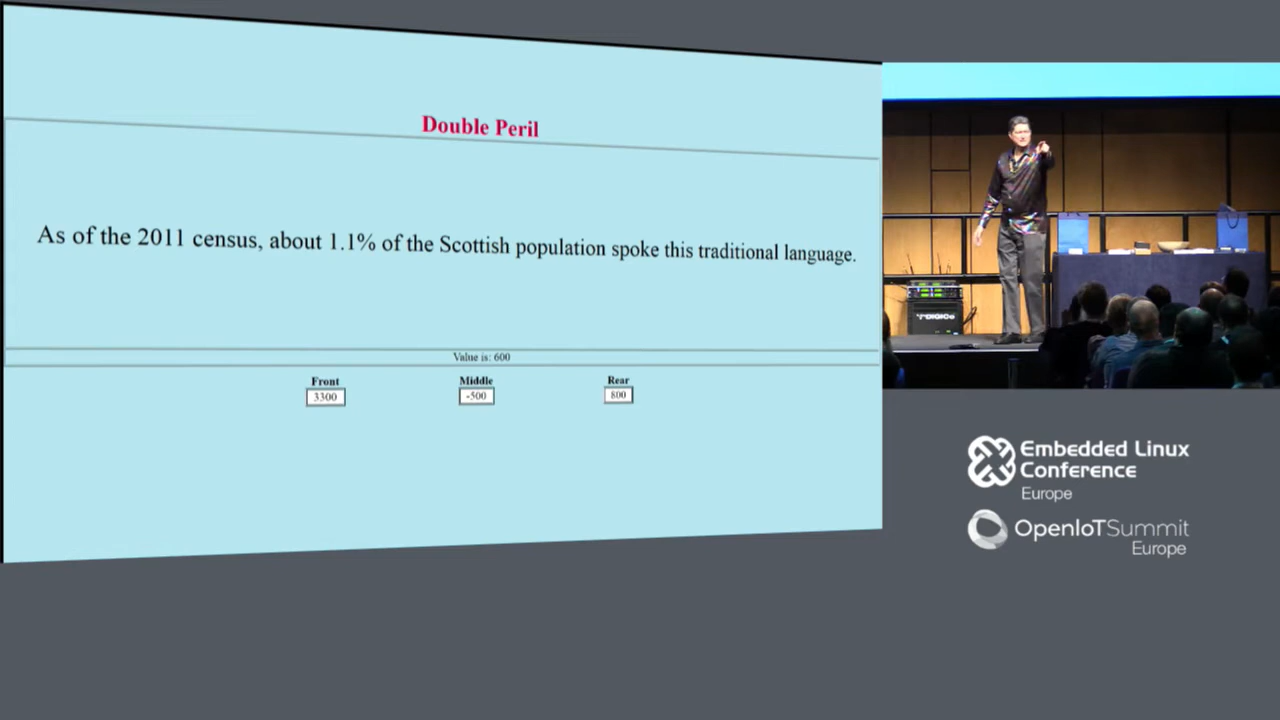 Double Peril
As of the 2011 census, about 1.1% of the Scottish population spoke this traditional language.
Value is: 600
Front Middle Rear
3300 -500 800
DiGiCo
Embedded Linux
Conference
Europe
OpenIoTSummit
Europe